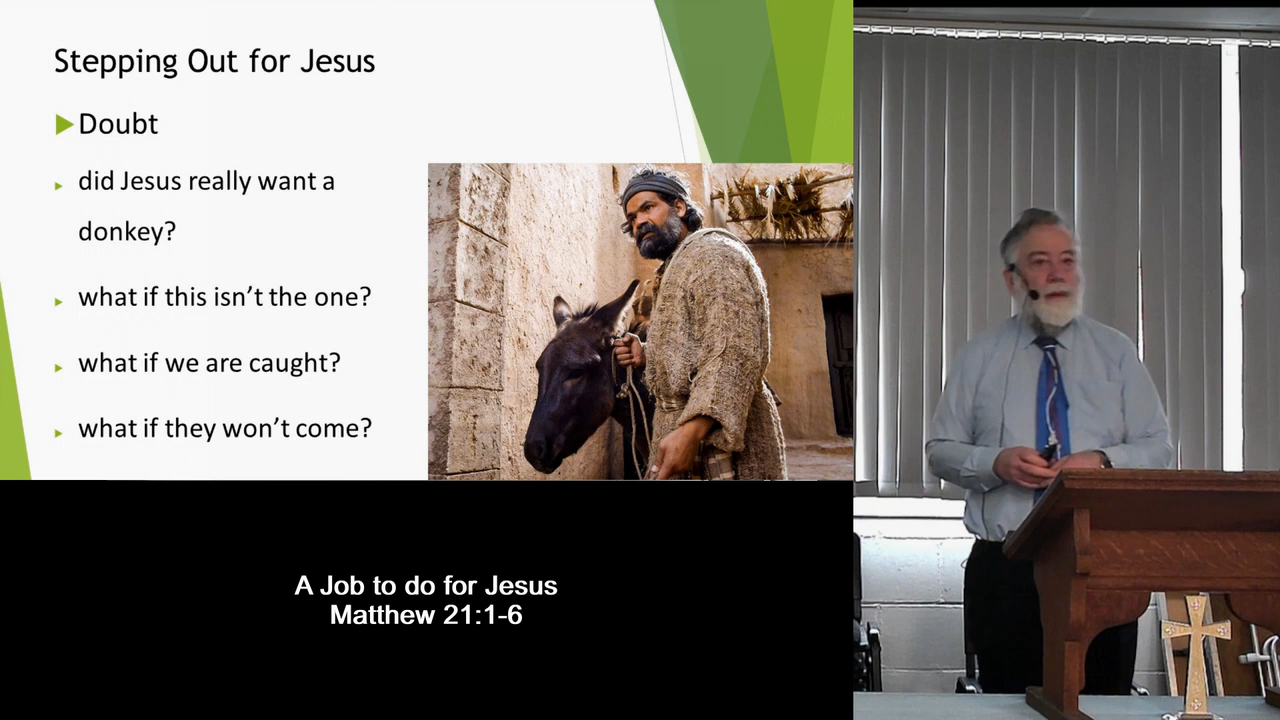 Stepping Out for Jesus
Doubt
did Jesus really want a
donkey?
what if this isn't the one?
what if we are caught?
what if they won't come?
A Job to do for Jesus
Matthew 21:1-6